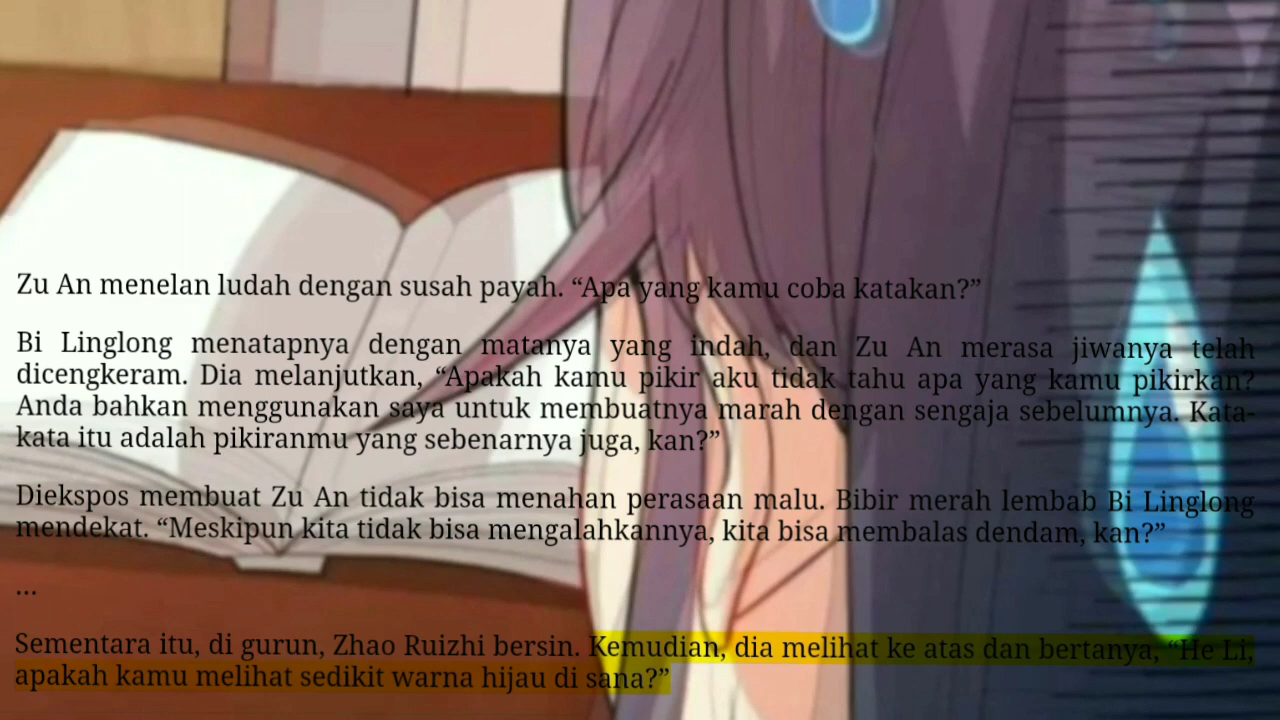 Zu An menelan ludah dengan susah payah. “Apa yang kamu coba katakan?”
Bi Linglong menatapnya dengan matanya yang indah, dan Zu An merasa jiwanya telah
dicengkeram. Dia melanjutkan, “Apakah kamu pikir aku tidak tahu apa yang kamu pikirkan?
Anda bahkan menggunakan saya untuk membuatnya marah dengan sengaja sebelumnya. Kata-
kata itu adalah pikiranmu yang sebenarnya juga, kan?”
Diekspos membuat Zu An tidak bisa menahan perasaan malu. Bibir merah lembab Bi Linglong
mendekat. “Meskipun kita tidak bisa mengalahkannya, kita bisa membalas dendam, kan?”
...
Sementara itu, di gurun, Zhao Ruizhi bersin. Kemudian, dia melihat ke atas dan bertanya, “He Li,
apakah kamu melihat sedikit warna hijau di sana?”